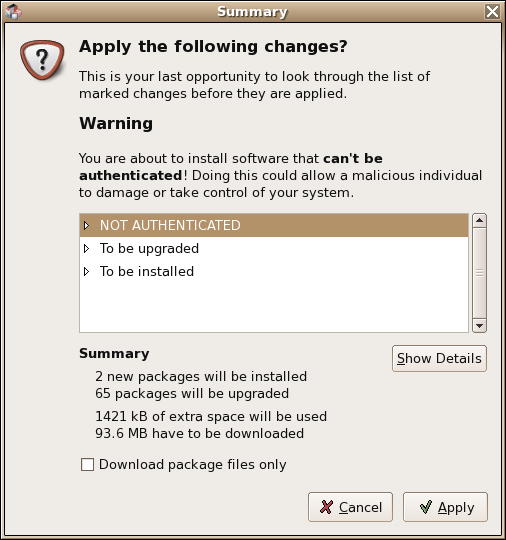 Summary
Apply the following changes?
This is your last opportunity to look through the list of
marked changes before they are applied.
Warning
You are about to install software that can't be
authenticated! Doing this could allow a malicious individual
to damage or take control of your system.
NOT AUTHENTICATED
To be upgraded
To be installed
Summary
Show Details
2 new packages will be installed
65 packages will be upgraded
1421 kB of extra space will be used
93.6 MB have to be downloaded
Download package files only
Cancel
Apply